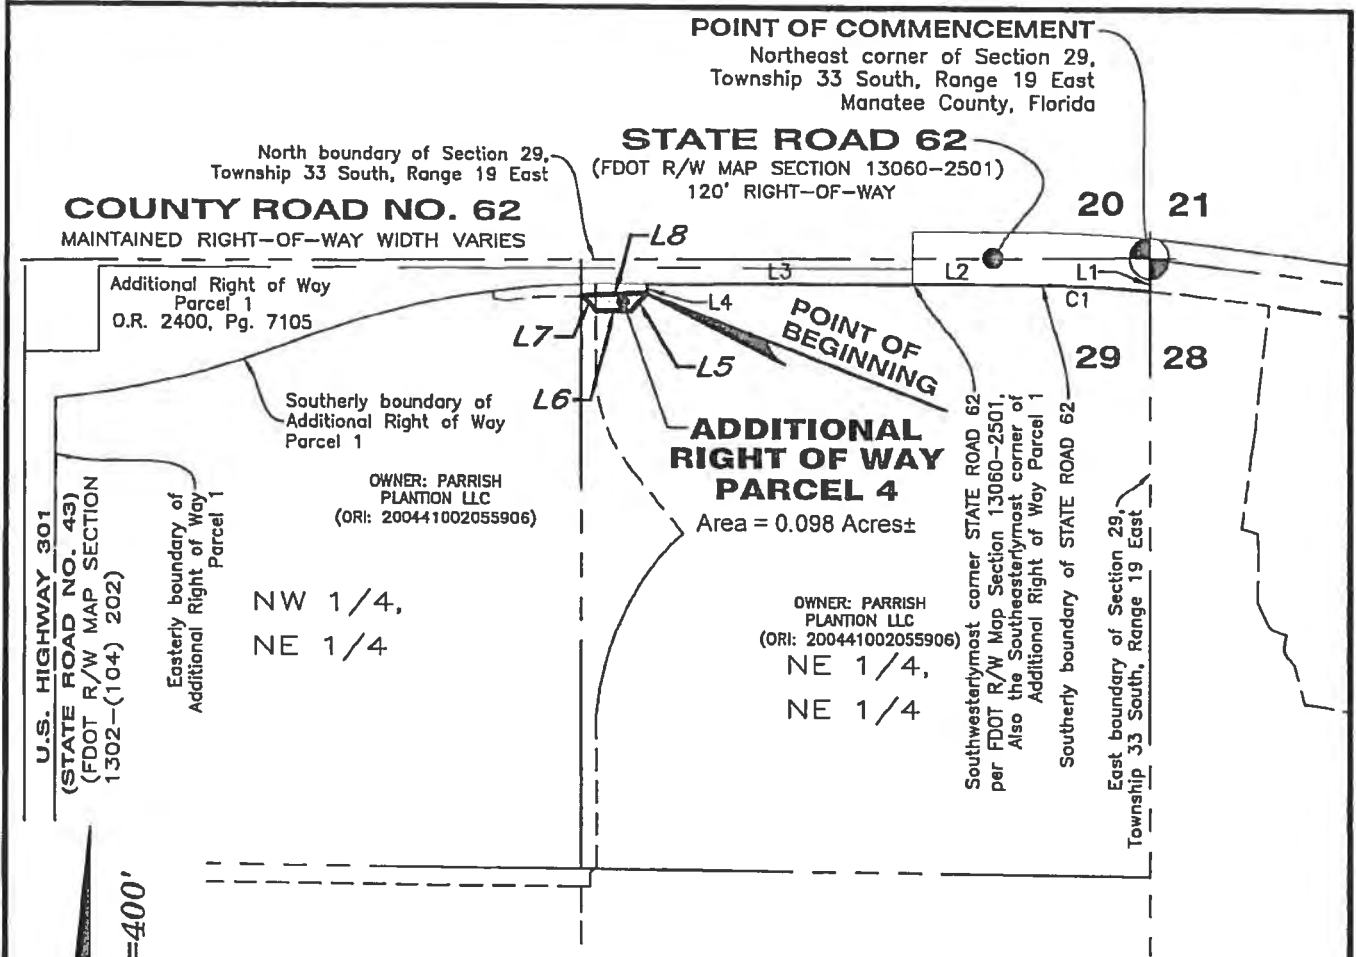 POINT OF COMMENCEMENT
Northeast corner of Section 29,
Township 33 South, Range 19 East
Manatee County, Florida
STATE ROAD 62
(FDOT R/W MAP SECTION 13060-2501)
120' RIGHT-OF-WAY
North boundary of Section 29,
Township 33 South, Range 19 East
COUNTY ROAD NO. 62
MAINTAINED RIGHT-OF-WAY WIDTH VARIES
20
21
L8
L3
L2
L1
C1
L4
Additional Right of Way
Parcel 1
O.R. 2400, Pg. 7105
L7
L5
L6
POINT OF
BEGINNING
29
28
Southerly boundary of
Additional Right of Way
Parcel 1
ADDITIONAL
RIGHT OF WAY
PARCEL 4
Area = 0.098 Acres±
OWNER: PARRISH
PLANTION LLC
(ORI: 200441002055906)
U.S. HIGHWAY 301
(STATE ROAD NO. 43)
(FDOT R/W MAP SECTION
1302-(104) 202)
Easterly boundary of
Additional Right of Way
Parcel 1
NW 1/4,
NE 1/4
OWNER: PARRISH
PLANTION LLC
(ORI: 200441002055906)
NE 1/4,
NE 1/4
Southwesterlymost corner STATE ROAD 62
per FDOT R/W Map Section 13060-2501,
Also the Southeasterlymost corner of
Additional Right of Way Parcel 1
Southerly boundary of STATE ROAD 62
East boundary of Section 29,
Township 33 South, Range 19 East
=400'